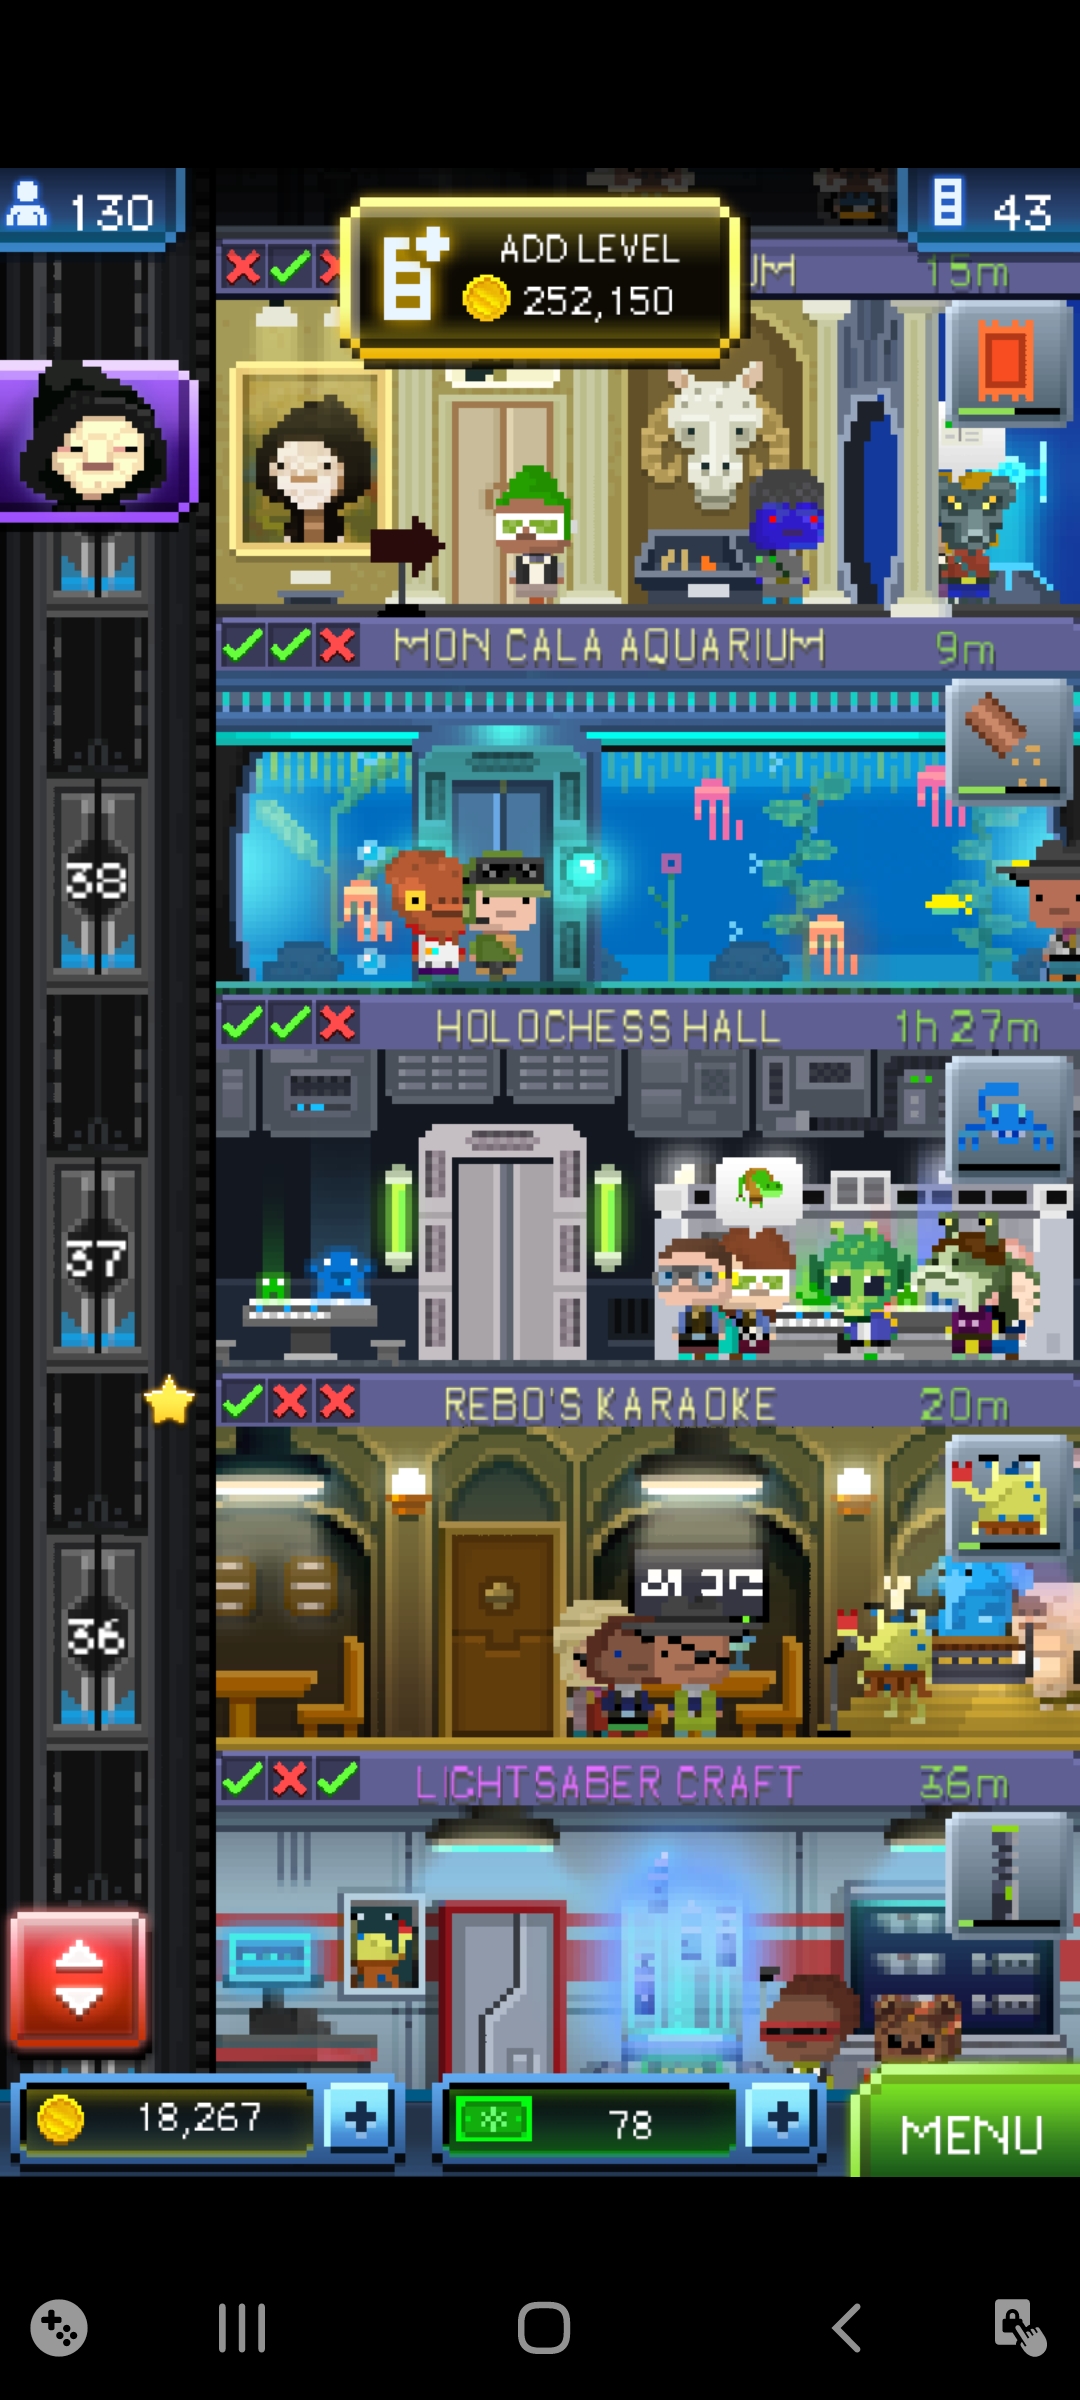 130
ADD LEVEL
252,150
43
UM
15m
MON CALA AQUARIUM
9m
38
HOLOCHESS HALL
1h 27m
37
REBO'S KARAOKE
20m
36
LIGHTSABER CRAFT
36m
18,267
+
78
+
MENU